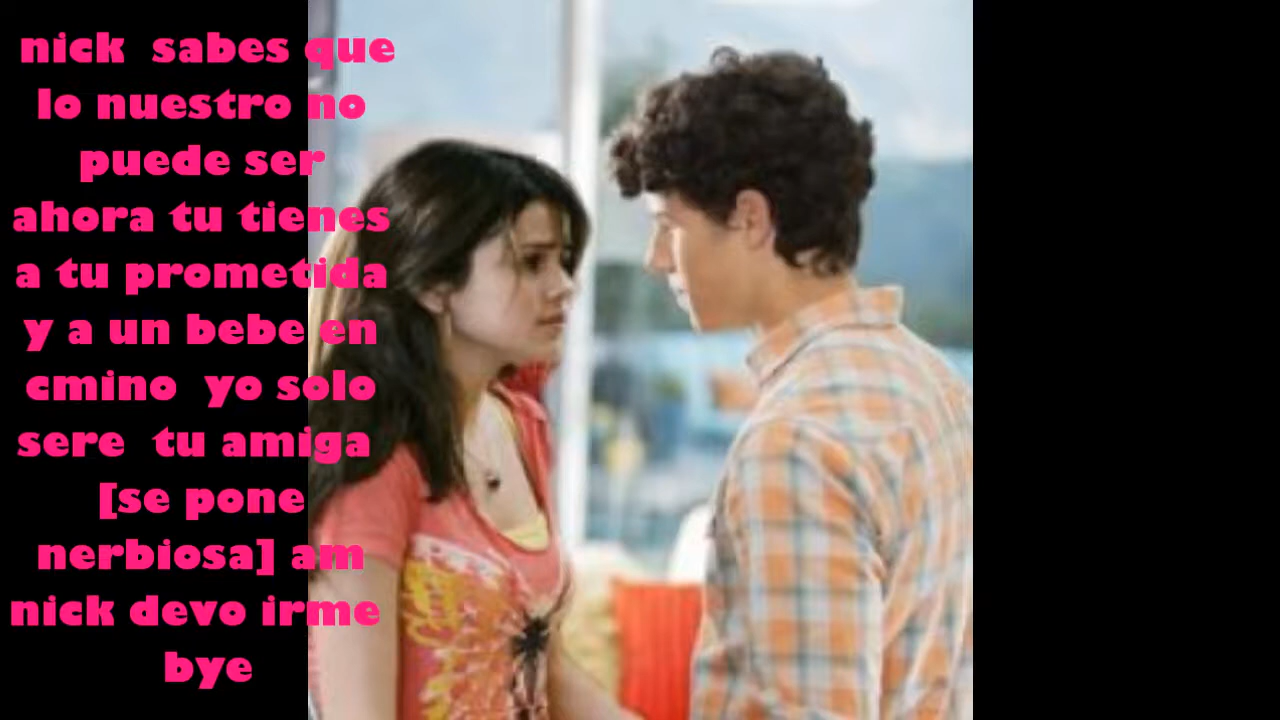 nick sabes que
lo nuestro no
puede ser
ahora tu tienes
a tu prometida
y a un bebe en
cmino yo solo
sere tu amiga
[se pone
nerbiosa] am
nick devo irme
bye